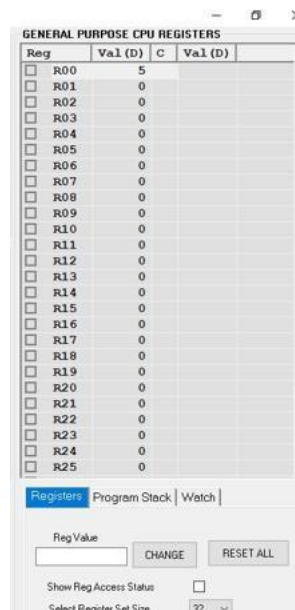 GENERAL PURPOSE CPU REGISTERS
Reg Val (D) C Val (D)
R00 5
R01 0
R02 0
R03 0
R04 0
R05 0
R06 0
R07 0
R08 0
R09 0
R10 0
R11 0
R12 0
R13 0
R14 0
R15 0
R16 0
R17 0
R18 0
R19 0
R20 0
R21 0
R22 0
R23 0
R24 0
R25 0
Registers Program Stack Watch
Reg Value
CHANGE RESET ALL
Show Reg Access Status
Select Register Set Size 32